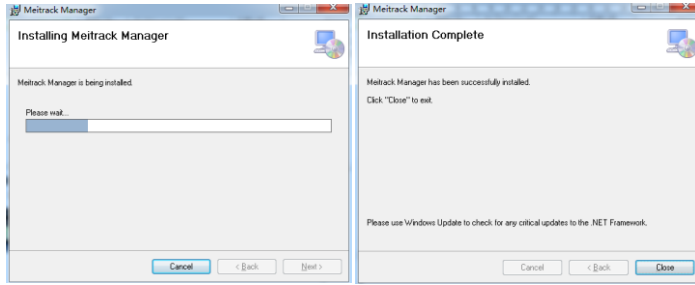 Meitrack Manager
Installing Meitrack Manager
Meitrack Manager is being installed.
Please wait...
Cancel
< Back
Next >
Meitrack Manager
Installation Complete
Meitrack Manager has been successfully installed.
Click "Close" to exit.
Please use Windows Update to check for any critical updates to the .NET Framework.
Cancel
< Back
Close